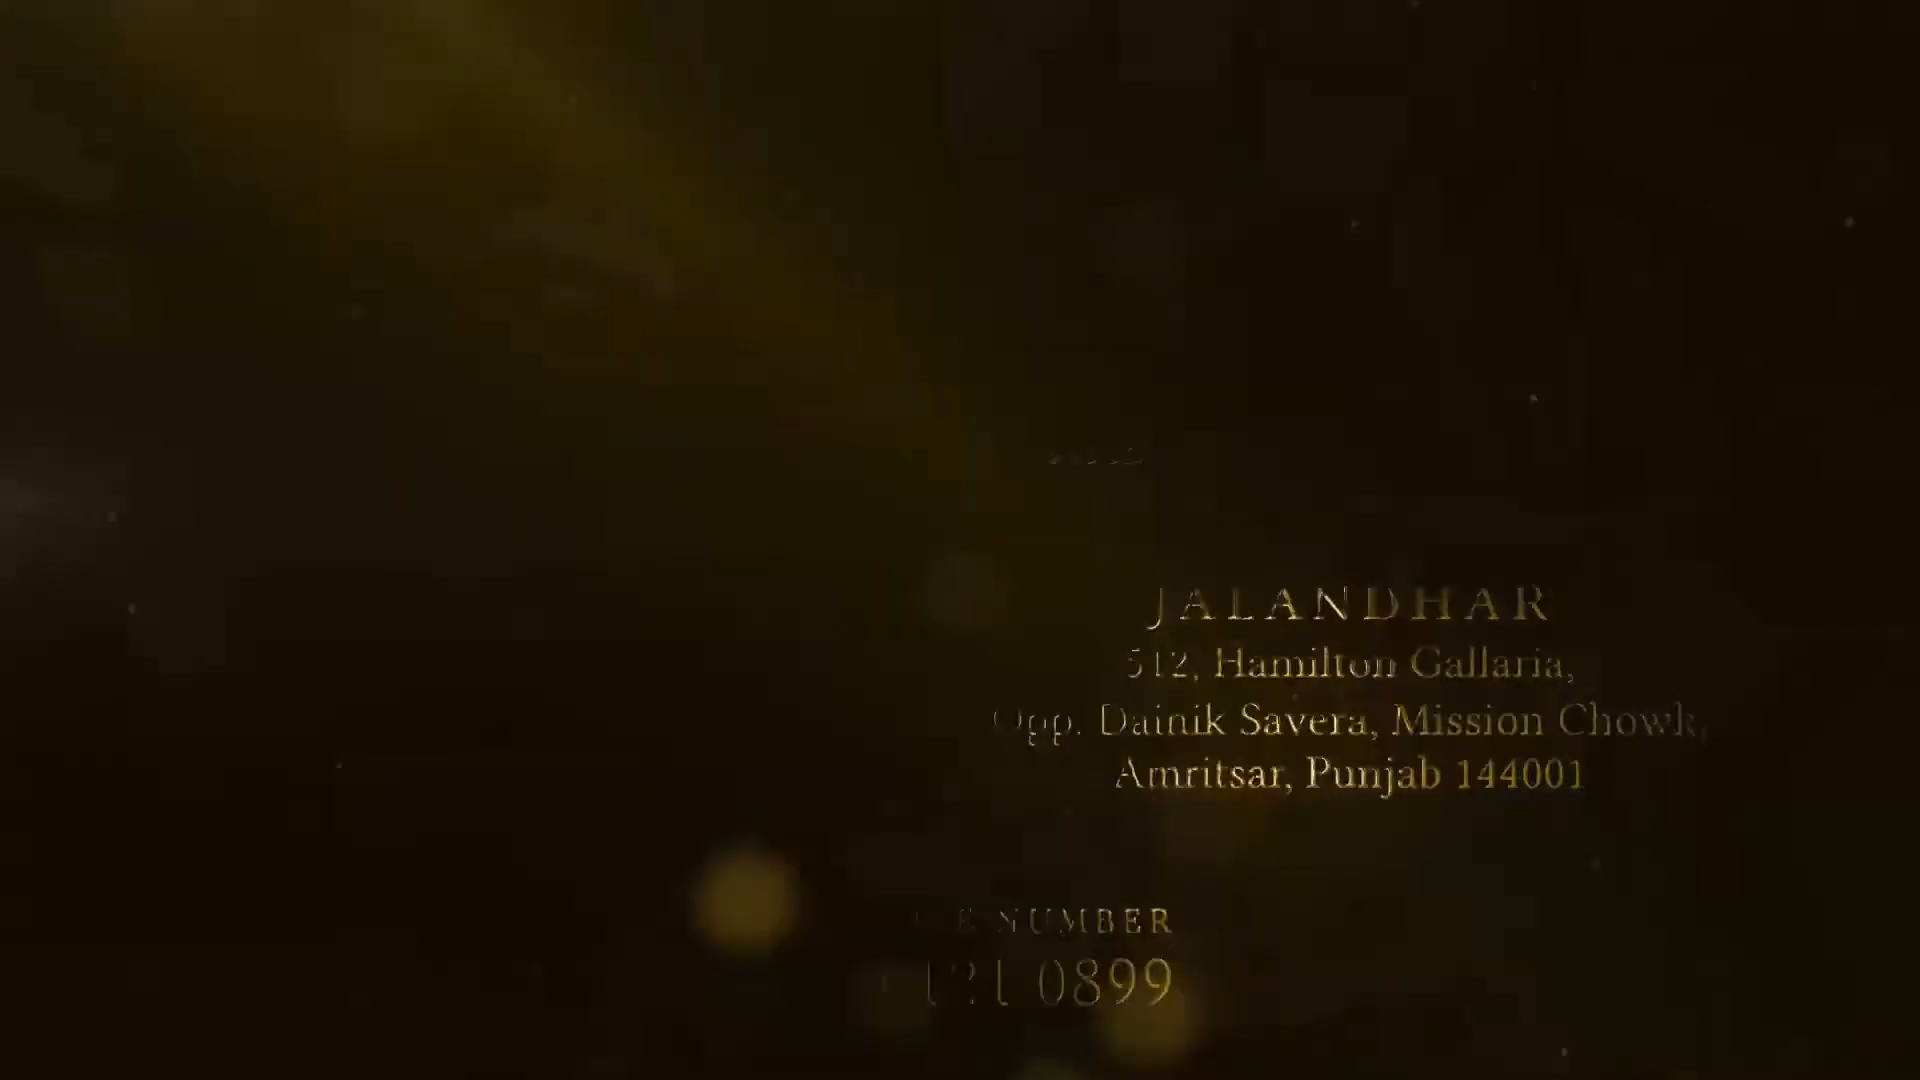 JALANDHAR
512, Hamilton Gallaria,
Opp. Dainik Savera, Mission Chowk,
Amritsar, Punjab 144001
NUMBER
0899